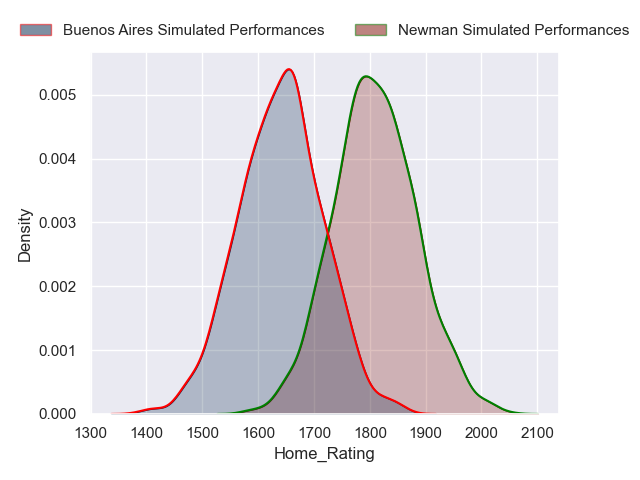 Buenos Aires Simulated Performances
Newman Simulated Performances
0.005
0.004
0.003
0.002
0.001
0.000
Density
1300 1400 1500 1600 1700 1800 1900 2000 2100
Home_Rating